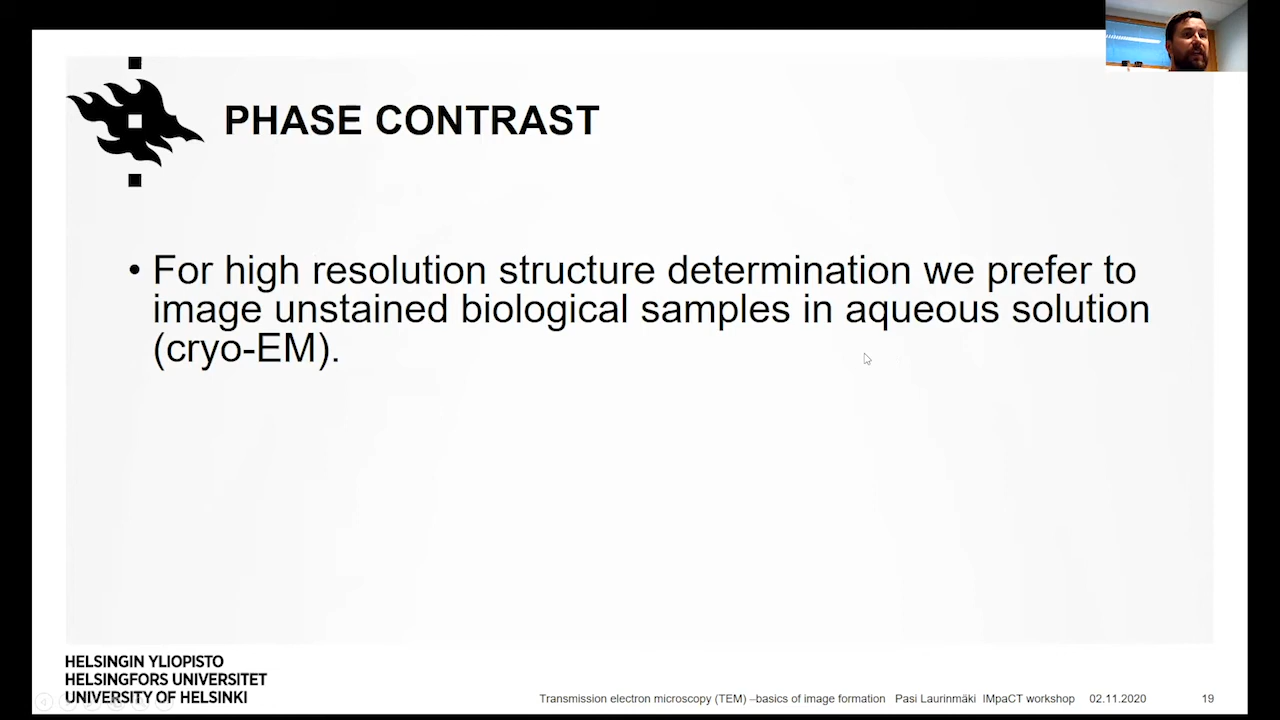 PHASE CONTRAST
• For high resolution structure determination we prefer to
image unstained biological samples in aqueous solution
(cryo-EM).
HELSINGIN YLIOPISTO
HELSINGFORS UNIVERSITET
UNIVERSITY OF HELSINKI
Transmission electron microscopy (TEM) –basics of image formation Pasi Laurinmäki IMpaCT workshop 02.11.2020 19